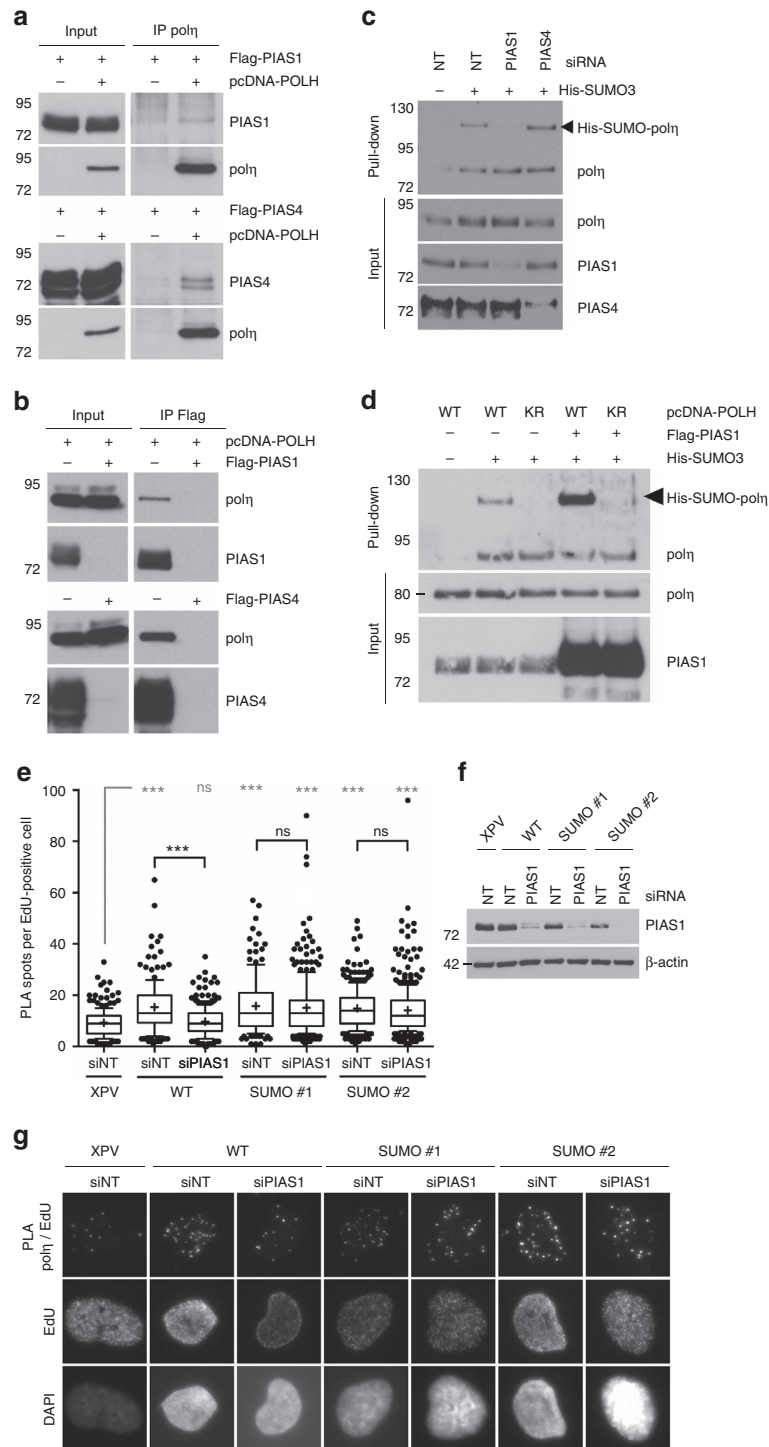 a
Input IP polη
+ + + + Flag-PIAS1
– + – + pcDNA-POLH
95
72
PIAS1
95
72
polη
+ + + + Flag-PIAS4
– + – + pcDNA-POLH
95
72
PIAS4
95
72
polη
b
Input IP Flag
+ + + + pcDNA-POLH
– + – + Flag-PIAS1
95
polη
72
PIAS1
– + – + Flag-PIAS4
95
polη
72
PIAS4
c
NT NT PIAS1 PIAS4 siRNA
– + + + His-SUMO3
Pull-down
130
95
72
His-SUMO-polη
polη
Input
95
polη
72
PIAS1
72
PIAS4
d
WT WT KR WT KR pcDNA-POLH
– – – + + Flag-PIAS1
– + + + + His-SUMO3
Pull-down
130
95
His-SUMO-polη
polη
Input
80
polη
95
72
PIAS1
e
PLA spots per EdU-positive cell
100
80
60
40
20
0
*** ns *** *** *** ***
*** ns ns
siNT siNT siPIAS1 siNT siPIAS1 siNT siPIAS1
XPV WT SUMO #1 SUMO #2
f
XPV WT SUMO #1 SUMO #2
NT NT PIAS1 NT PIAS1 NT PIAS1 siRNA
72
PIAS1
42
β-actin
g
XPV WT SUMO #1 SUMO #2
siNT siNT siPIAS1 siNT siPIAS1 siNT siPIAS1
PLA
polη / EdU
EdU
DAPI